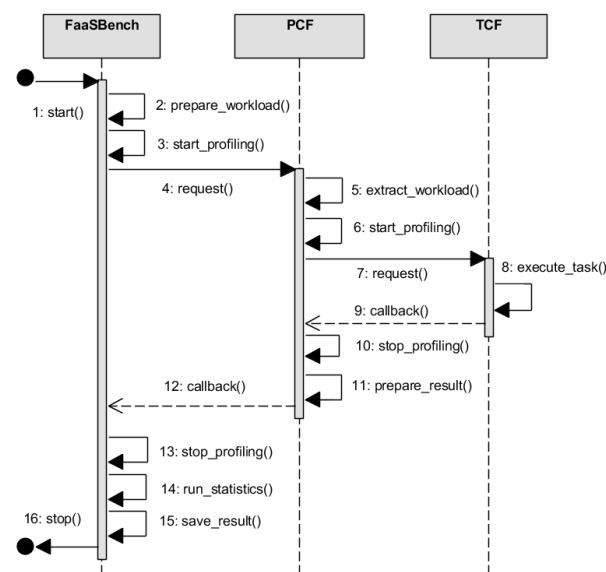 FaaSBench
PCF
TCF
1: start()
2: prepare_workload()
3: start_profiling()
4: request()
5: extract_workload()
6: start_profiling()
7: request()
8: execute_task()
9: callback()
10: stop_profiling()
11: prepare_result()
12: callback()
13: stop_profiling()
14: run_statistics()
15: save_result()
16: stop()